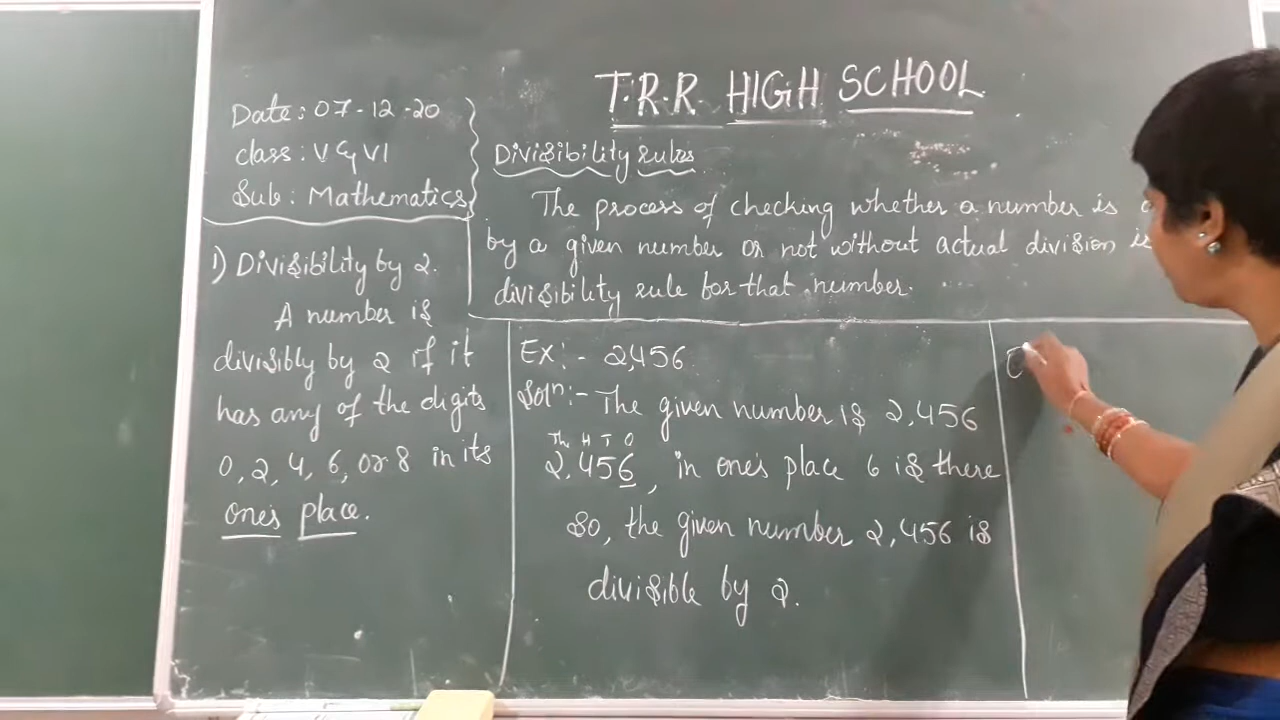 T.R.R. HIGH SCHOOL
Date: 07-12-20
class: V & VI
Sub: Mathematics
Divisibility rules
The process of checking whether a number is
by a given number or not without actual division is
divisibility rule for that number.
1) Divisibility by 2.
A number is
divisibly by 2 if it
has any of the digits
0, 2, 4, 6, or 8 in its
one's place.
Ex:- 2,456
Solⁿ:- The given number is 2,456
Th H T O
2,456, in one's place 6 is there
So, the given number 2,456 is
divisible by 2.